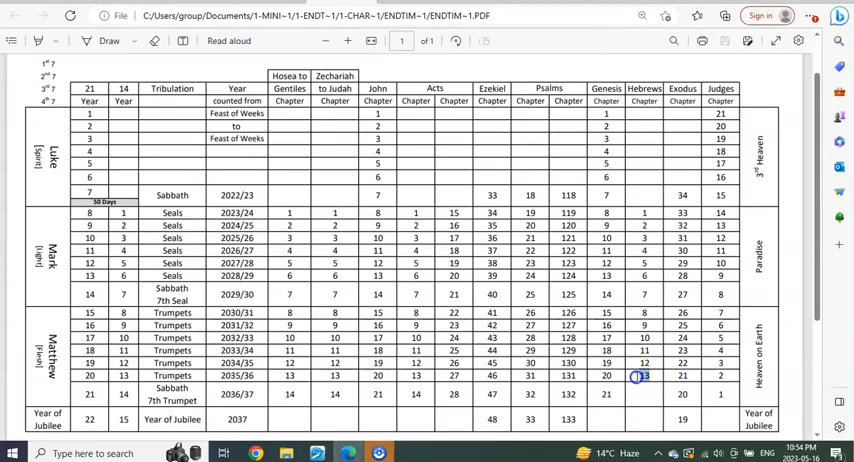 File C:/Users/group/Documents/1-MINI~1/1-ENDT~1/1-CHAR~1/ENDTIM~1/ENDTIM~1.PDF Sign in
Draw Read aloud 1 of 1
1st 7
2nd 7 Hosea to Zechariah
3rd 7 21 14 Tribulation Year Gentiles to Judah John Acts Ezekiel Psalms Genesis Hebrews Exodus Judges
4th 7 Year Year counted from Chapter Chapter Chapter Chapter Chapter Chapter Chapter Chapter Chapter Chapter Chapter Chapter
Luke [Spirit] 3rd Heaven
1 Feast of Weeks 1 1 21
2 to 2 2 20
3 Feast of Weeks 3 3 19
4 4 4 18
5 5 5 17
6 6 6 16
7 Sabbath 2022/23 7 33 18 118 7 34 15
50 Days
Mark [Light] Paradise
8 1 Seals 2023/24 1 1 8 1 15 34 19 119 8 1 33 14
9 2 Seals 2024/25 2 2 9 2 16 35 20 120 9 2 32 13
10 3 Seals 2025/26 3 3 10 3 17 36 21 121 10 3 31 12
11 4 Seals 2026/27 4 4 11 4 18 37 22 122 11 4 30 11
12 5 Seals 2027/28 5 5 12 5 19 38 23 123 12 5 29 10
13 6 Seals 2028/29 6 6 13 6 20 39 24 124 13 6 28 9
14 7 Sabbath 7th Seal 2029/30 7 7 14 7 21 40 25 125 14 7 27 8
Matthew [Flesh] Heaven on Earth
15 8 Trumpets 2030/31 8 8 15 8 22 41 26 126 15 8 26 7
16 9 Trumpets 2031/32 9 9 16 9 23 42 27 127 16 9 25 6
17 10 Trumpets 2032/33 10 10 17 10 24 43 28 128 17 10 24 5
18 11 Trumpets 2033/34 11 11 18 11 25 44 29 129 18 11 23 4
19 12 Trumpets 2034/35 12 12 19 12 26 45 30 130 19 12 22 3
20 13 Trumpets 2035/36 13 13 20 13 27 46 31 131 20 13 21 2
21 14 Sabbath 7th Trumpet 2036/37 14 14 21 14 28 47 32 132 21 20 1
Year of Jubilee 22 15 Year of Jubilee 2037 48 33 133 19 Year of Jubilee
Type here to search 14°C Haze ENG 10:54 PM
2023-05-16